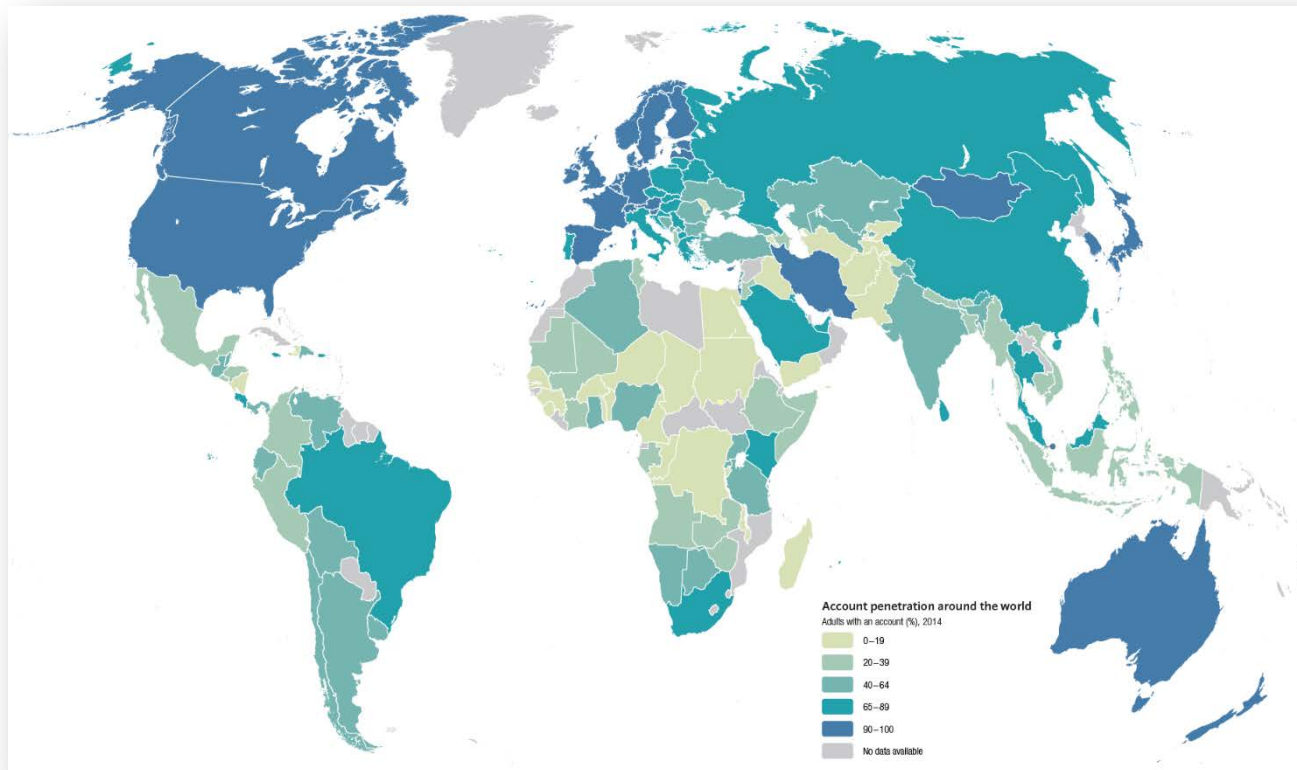 Account penetration around the world
Adults with an account (%), 2014
0–19
20–39
40–64
65–89
90–100
No data available